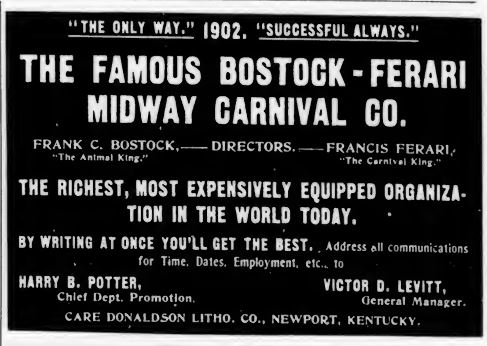 "THE ONLY WAY." 1902. "SUCCESSFUL ALWAYS."
THE FAMOUS BOSTOCK-FERARI
MIDWAY CARNIVAL CO.
FRANK C. BOSTOCK,—DIRECTORS.—FRANCIS FERARI,
"The Animal King." "The Carnival King."
THE RICHEST, MOST EXPENSIVELY EQUIPPED ORGANIZA-
TION IN THE WORLD TODAY.
BY WRITING AT ONCE YOU'LL GET THE BEST. Address all communications
for Time, Dates, Employment, etc., to
HARRY B. POTTER, VICTOR D. LEVITT,
Chief Dept. Promotion. General Manager.
CARE DONALDSON LITHO. CO., NEWPORT, KENTUCKY.